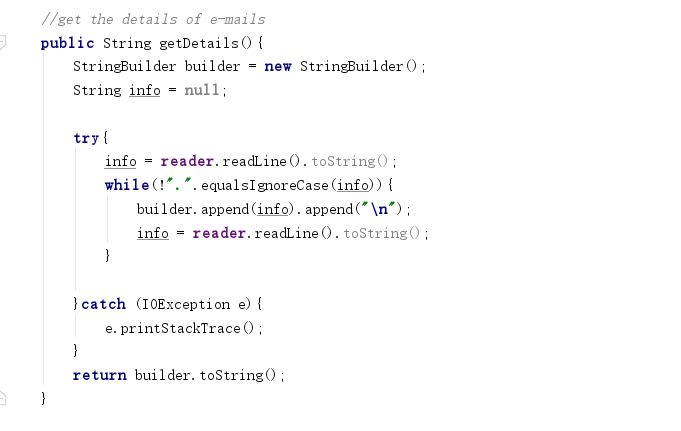 //get the details of e-mails
public String getDetails(){
StringBuilder builder = new StringBuilder();
String info = null;
try{
info = reader.readLine().toString();
while(!".".equalsIgnoreCase(info)){
builder.append(info).append("\n");
info = reader.readLine().toString();
}
}catch (IOException e){
e.printStackTrace();
}
return builder.toString();
}